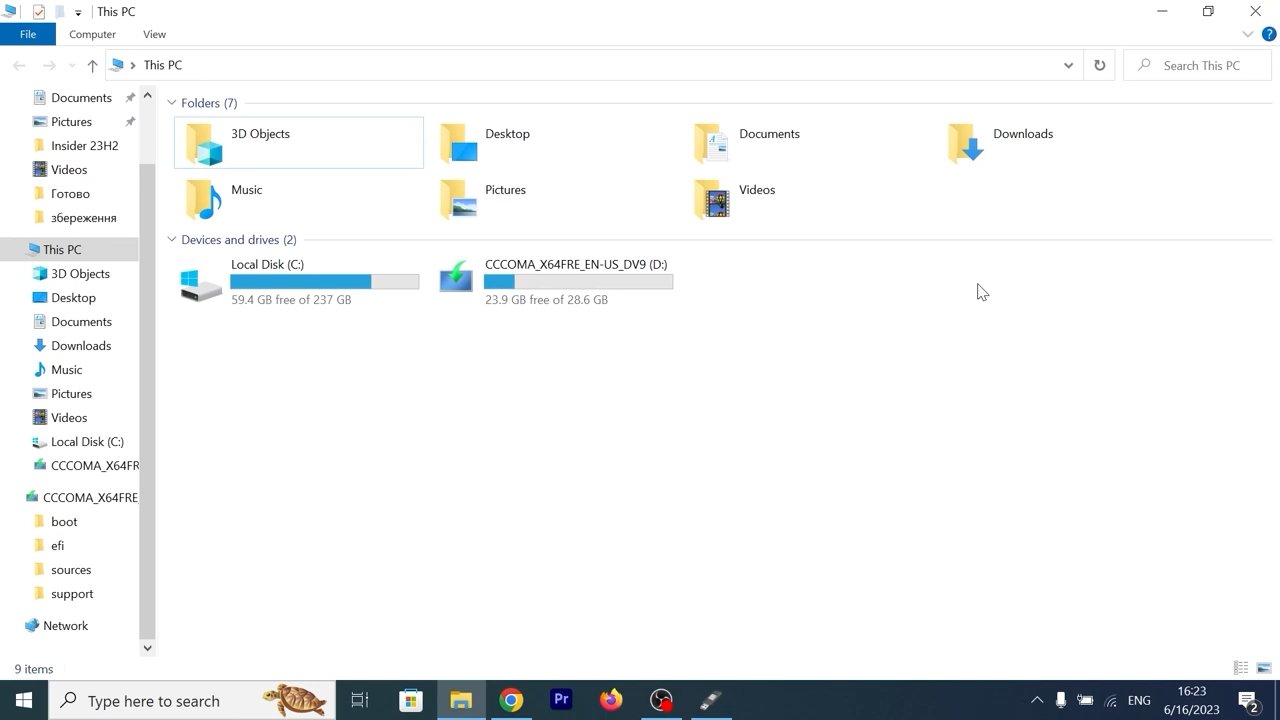 This PC
File Computer View
This PC
Search This PC
Documents
Pictures
Insider 23H2
Videos
Готово
збереження
This PC
3D Objects
Desktop
Documents
Downloads
Music
Pictures
Videos
Local Disk (C:)
CCCOMA_X64FR
CCCOMA_X64FRE_
boot
efi
sources
support
Network
Folders (7)
3D Objects
Desktop
Documents
Downloads
Music
Pictures
Videos
Devices and drives (2)
Local Disk (C:)
59.4 GB free of 237 GB
CCCOMA_X64FRE_EN-US_DV9 (D:)
23.9 GB free of 28.6 GB
9 items
Type here to search
Pr
ENG
16:23
6/16/2023
2